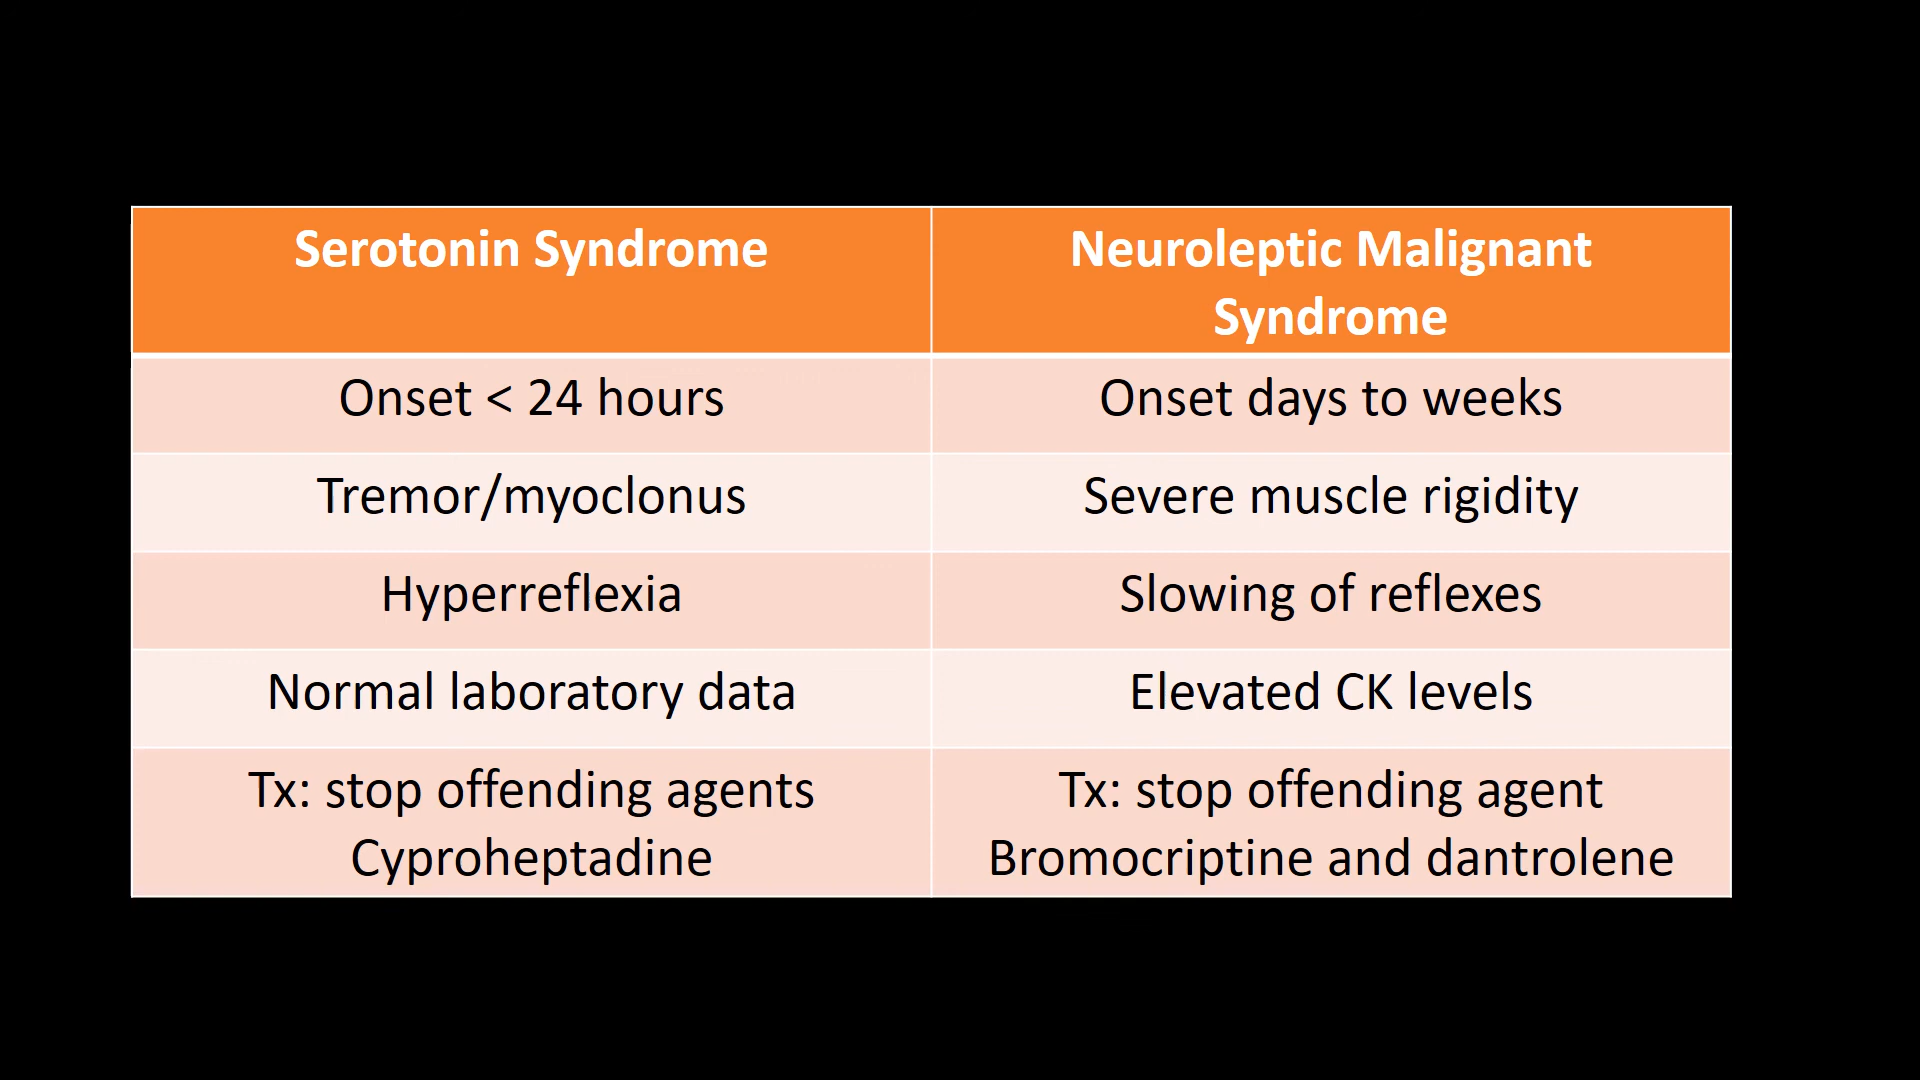 Serotonin Syndrome
Neuroleptic Malignant
Syndrome
Onset < 24 hours
Onset days to weeks
Tremor/myoclonus
Severe muscle rigidity
Hyperreflexia
Slowing of reflexes
Normal laboratory data
Elevated CK levels
Tx: stop offending agents
Cyproheptadine
Tx: stop offending agent
Bromocriptine and dantrolene